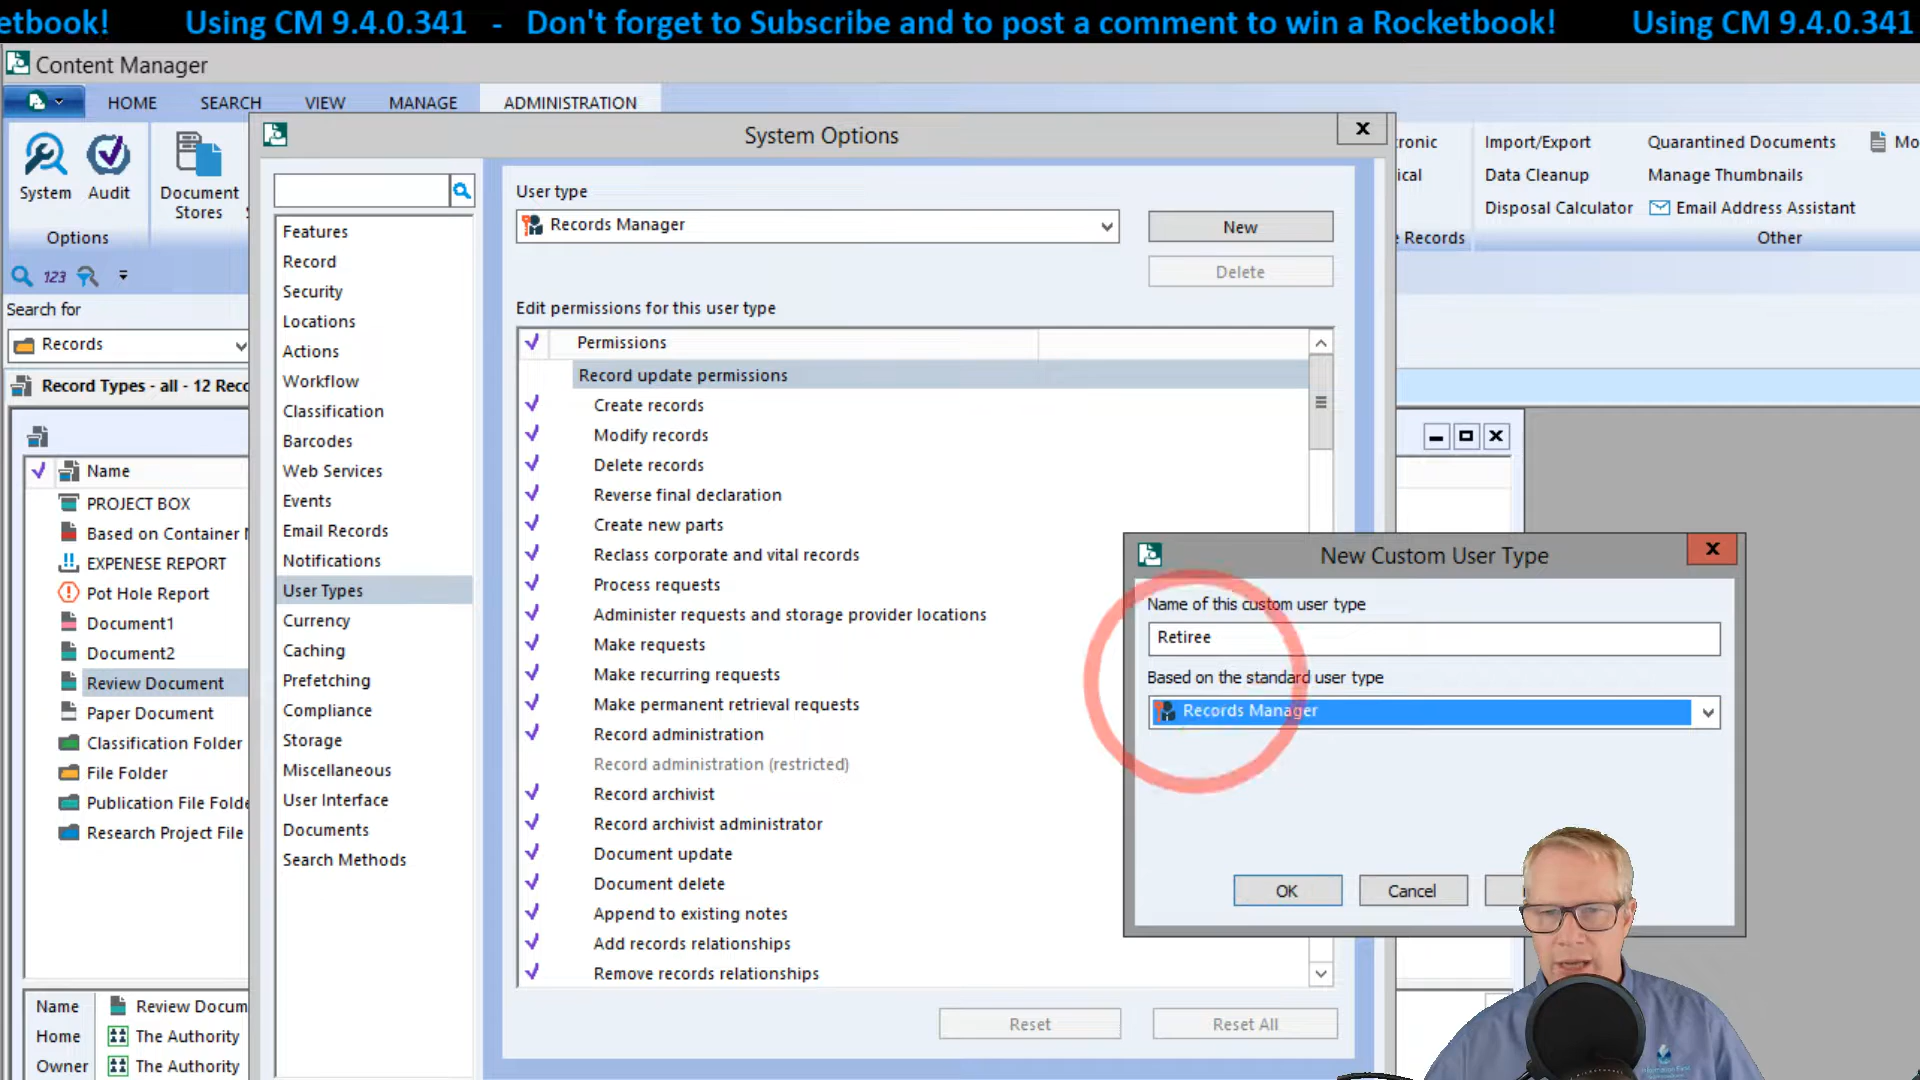 etbook! Using CM 9.4.0.341 - Don't forget to Subscribe and to post a comment to win a Rocketbook! Using CM 9.4.0.341
Content Manager
HOME SEARCH VIEW MANAGE ADMINISTRATION
System Audit Document Stores
Options
ronic
ical
Records
Import/Export
Data Cleanup
Disposal Calculator
Quarantined Documents
Manage Thumbnails
Email Address Assistant
Mo
Other
123
Search for
Records
Record Types - all - 12 Reco
Name
PROJECT BOX
Based on Container
EXPENESE REPORT
Pot Hole Report
Document1
Document2
Review Document
Paper Document
Classification Folder
File Folder
Publication File Folde
Research Project File
Name Review Docum
Home The Authority
Owner The Authority
System Options
X
Features
Record
Security
Locations
Actions
Workflow
Classification
Barcodes
Web Services
Events
Email Records
Notifications
User Types
Currency
Caching
Prefetching
Compliance
Storage
Miscellaneous
User Interface
Documents
Search Methods
User type
Records Manager
New
Delete
Edit permissions for this user type
Permissions
Record update permissions
Create records
Modify records
Delete records
Reverse final declaration
Create new parts
Reclass corporate and vital records
Process requests
Administer requests and storage provider locations
Make requests
Make recurring requests
Make permanent retrieval requests
Record administration
Record administration (restricted)
Record archivist
Record archivist administrator
Document update
Document delete
Append to existing notes
Add records relationships
Remove records relationships
Reset Reset All
New Custom User Type
X
Name of this custom user type
Retiree
Based on the standard user type
Records Manager
OK Cancel